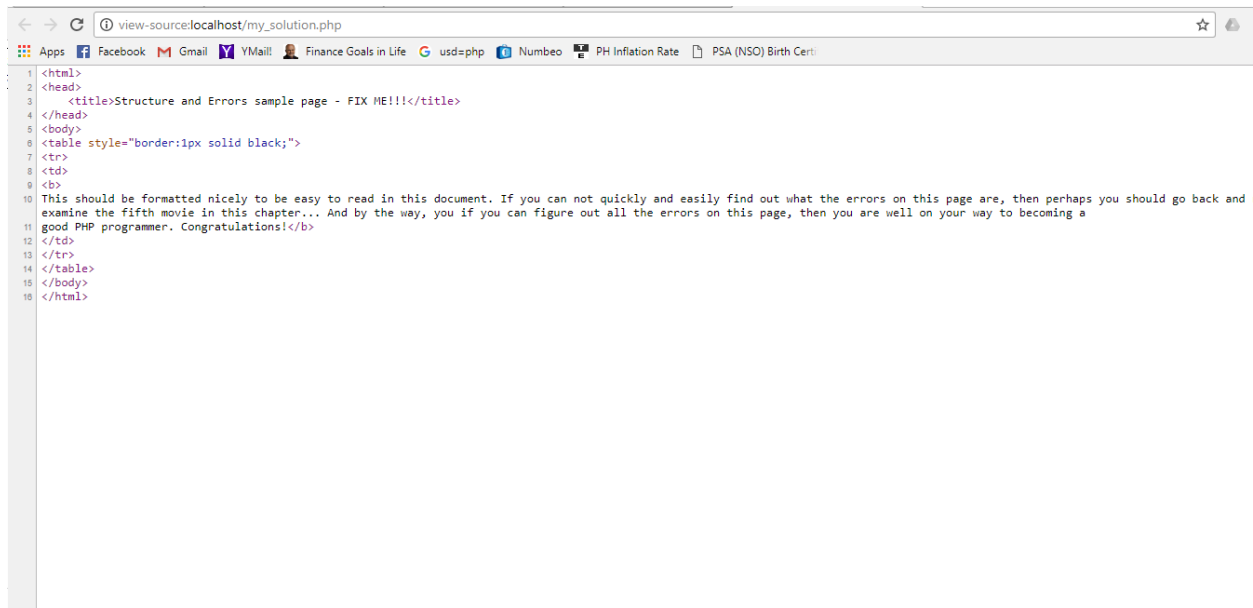 view-source:localhost/my_solution.php
Apps Facebook Gmail YMail! Finance Goals in Life usd=php Numbeo PH Inflation Rate PSA (NSO) Birth Certi
1 <html>
2 <head>
3 <title>Structure and Errors sample page - FIX ME!!!</title>
4 </head>
5 <body>
6 <table style="border:1px solid black;">
7 <tr>
8 <td>
9 <b>
10 This should be formatted nicely to be easy to read in this document. If you can not quickly and easily find out what the errors on this page are, then perhaps you should go back and
examine the fifth movie in this chapter... And by the way, you if you can figure out all the errors on this page, then you are well on your way to becoming a
11 good PHP programmer. Congratulations!</b>
12 </td>
13 </tr>
14 </table>
15 </body>
16 </html>